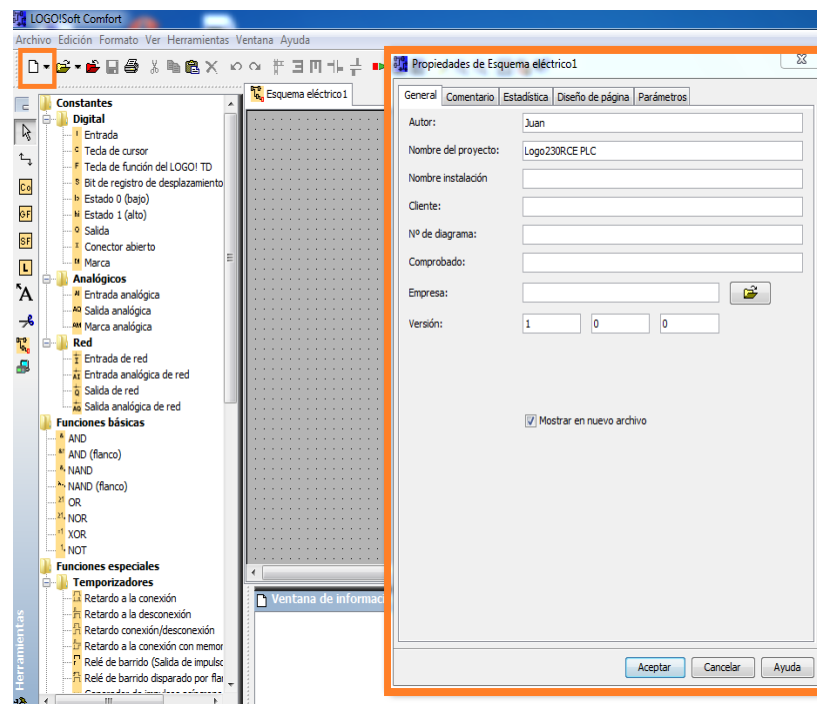 LOGO!Soft Comfort
Archivo Edición Formato Ver Herramientas Ventana Ayuda
Esquema eléctrico1
Constantes
Digital
Entrada
Tecla de cursor
Tecla de función del LOGO! TD
Bit de registro de desplazamiento
Estado 0 (bajo)
Estado 1 (alto)
Salida
Conector abierto
Marca
Analógicos
Entrada analógica
Salida analógica
Marca analógica
Red
Entrada de red
Entrada analógica de red
Salida de red
Salida analógica de red
Funciones básicas
AND
AND (flanco)
NAND
NAND (flanco)
OR
NOR
XOR
NOT
Funciones especiales
Temporizadores
Retardo a la conexión
Retardo a la desconexión
Retardo conexión/desconexión
Retardo a la conexión con memor
Relé de barrido (Salida de impulso
Relé de barrido disparado por fla
Co
GF
SF
L
A
Herramientas
Ventana de informac
Propiedades de Esquema eléctrico1
General Comentario Estadística Diseño de página Parámetros
Autor: Juan
Nombre del proyecto: Logo230RCE PLC
Nombre instalación
Cliente:
Nº de diagrama:
Comprobado:
Empresa:
Versión: 1 0 0
Mostrar en nuevo archivo
Aceptar Cancelar Ayuda